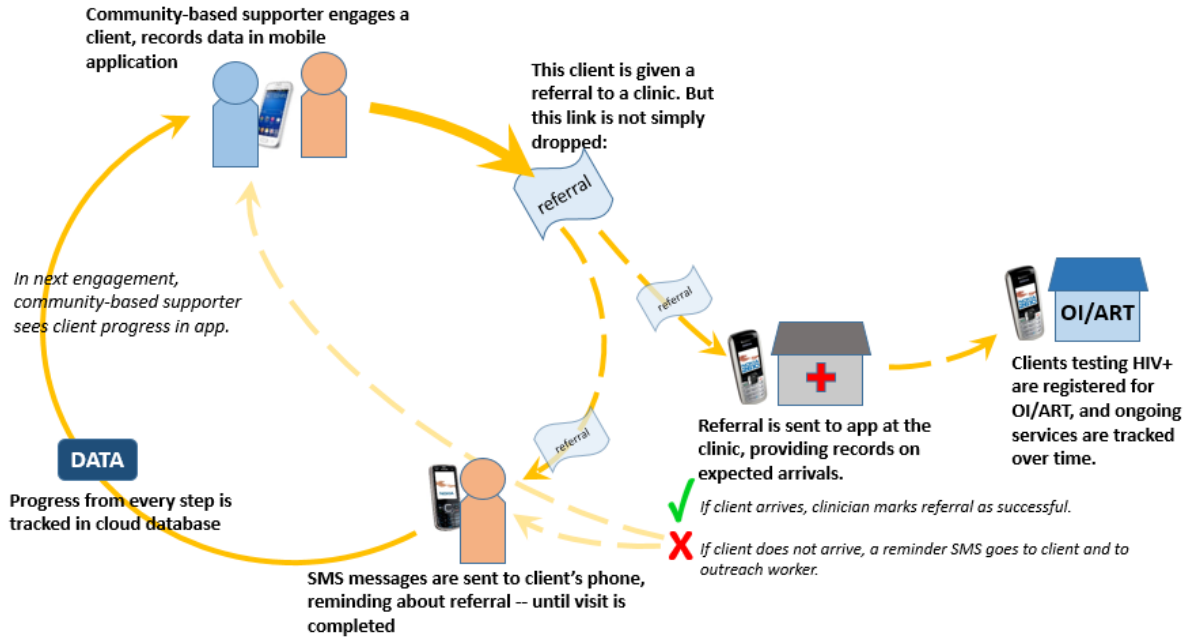 Community-based supporter engages a
client, records data in mobile
application
This client is given a
referral to a clinic. But
this link is not simply
dropped:
referral
In next engagement,
community-based supporter
sees client progress in app.
referral
OI/ART
Clients testing HIV+
are registered for
OI/ART, and ongoing
services are tracked
over time.
Referral is sent to app at the
clinic, providing records on
expected arrivals.
If client arrives, clinician marks referral as successful.
If client does not arrive, a reminder SMS goes to client and to
outreach worker.
referral
DATA
Progress from every step is
tracked in cloud database
SMS messages are sent to client's phone,
reminding about referral -- until visit is
completed